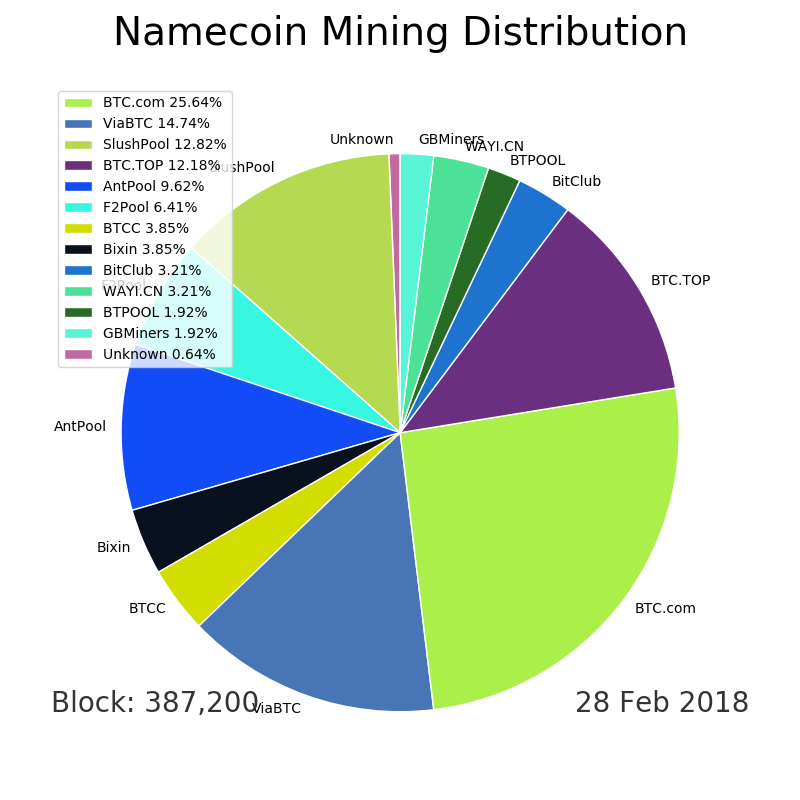 Namecoin Mining Distribution
BTC.com 25.64%
ViaBTC 14.74%
SlushPool 12.82%
BTC.TOP 12.18%
AntPool 9.62%
F2Pool 6.41%
BTCC 3.85%
Bixin 3.85%
BitClub 3.21%
WAYI.CN 3.21%
BTPOOL 1.92%
GBMiners 1.92%
Unknown 0.64%
Unknown
GBMiners
WAYI.CN
BTPOOL
BitClub
SlushPool
BTC.TOP
F2Pool
AntPool
Bixin
BTCC
BTC.com
ViaBTC
Block: 387,200
28 Feb 2018